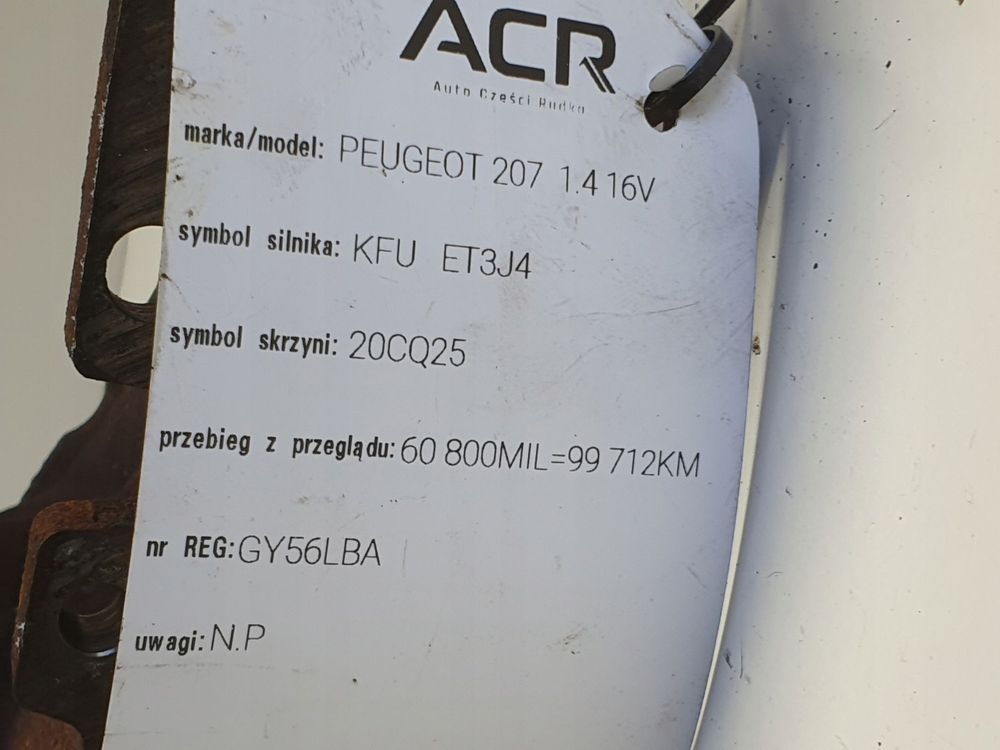 ACR
Auto Części Rudka
marka/model: PEUGEOT 207 1.4 16V
symbol silnika: KFU ET3J4
symbol skrzyni: 20CQ25
przebieg z przeglądu: 60 800MIL=99 712KM
nr REG: GY56LBA
uwagi: N.P